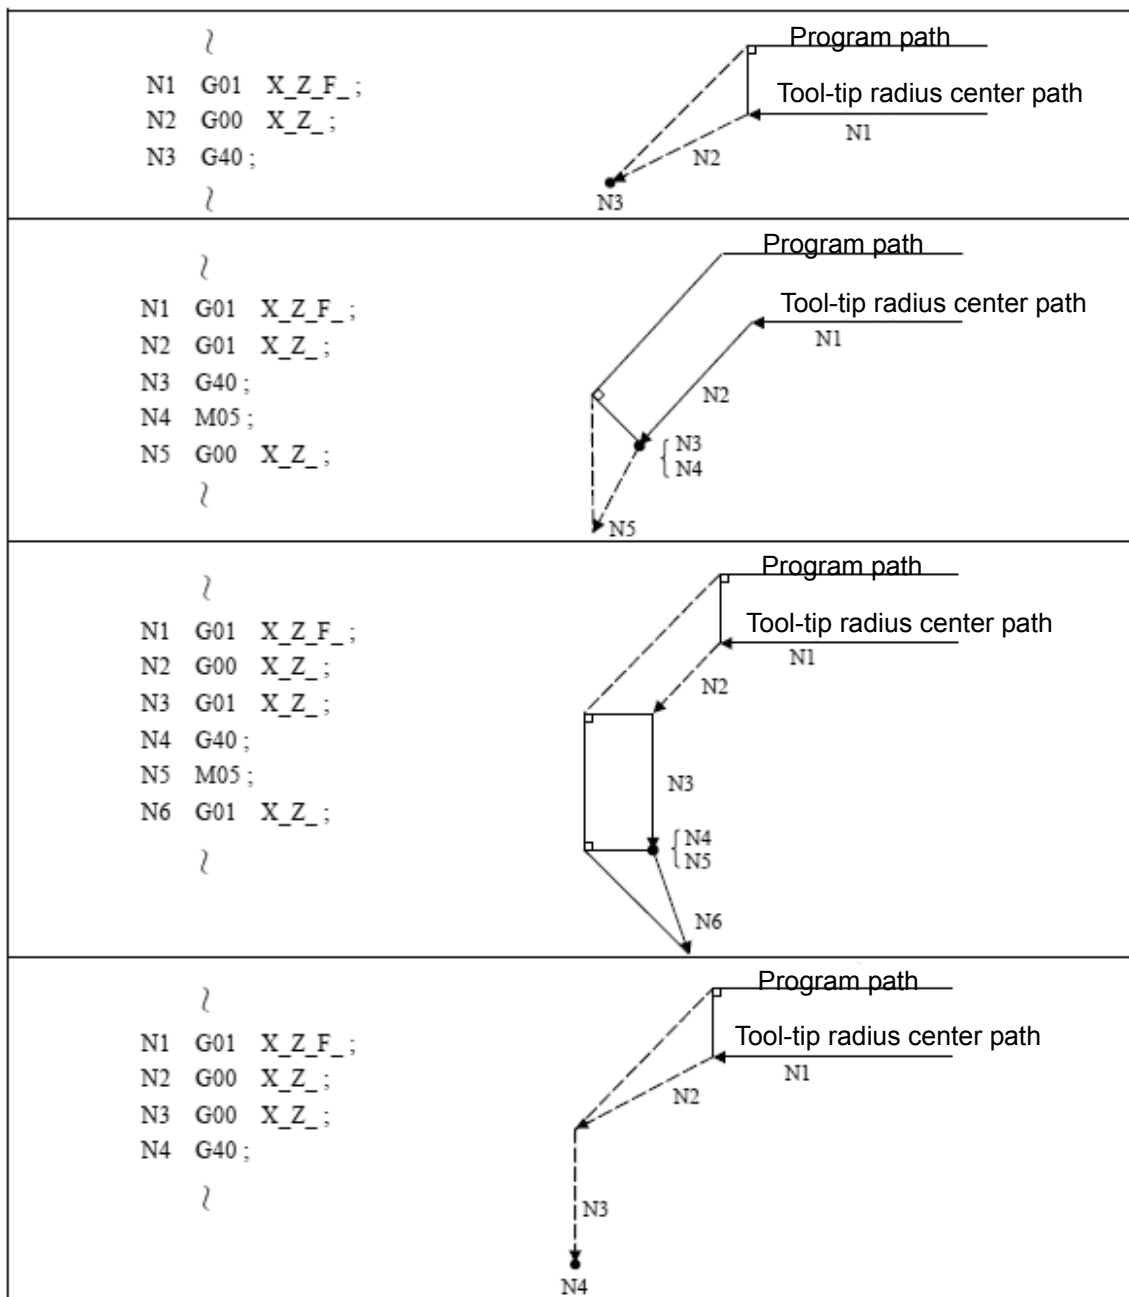 N1 G01 X_Z_F_ ;
N2 G00 X_Z_ ;
N3 G40 ;
Program path
Tool-tip radius center path
N1
N2
N3
N1 G01 X_Z_F_ ;
N2 G01 X_Z_ ;
N3 G40 ;
N4 M05 ;
N5 G00 X_Z_ ;
Program path
Tool-tip radius center path
N1
N2
N3
N4
N5
N1 G01 X_Z_F_ ;
N2 G00 X_Z_ ;
N3 G01 X_Z_ ;
N4 G40 ;
N5 M05 ;
N6 G01 X_Z_ ;
Program path
Tool-tip radius center path
N1
N2
N3
N4
N5
N6
N1 G01 X_Z_F_ ;
N2 G00 X_Z_ ;
N3 G00 X_Z_ ;
N4 G40 ;
Program path
Tool-tip radius center path
N1
N2
N3
N4